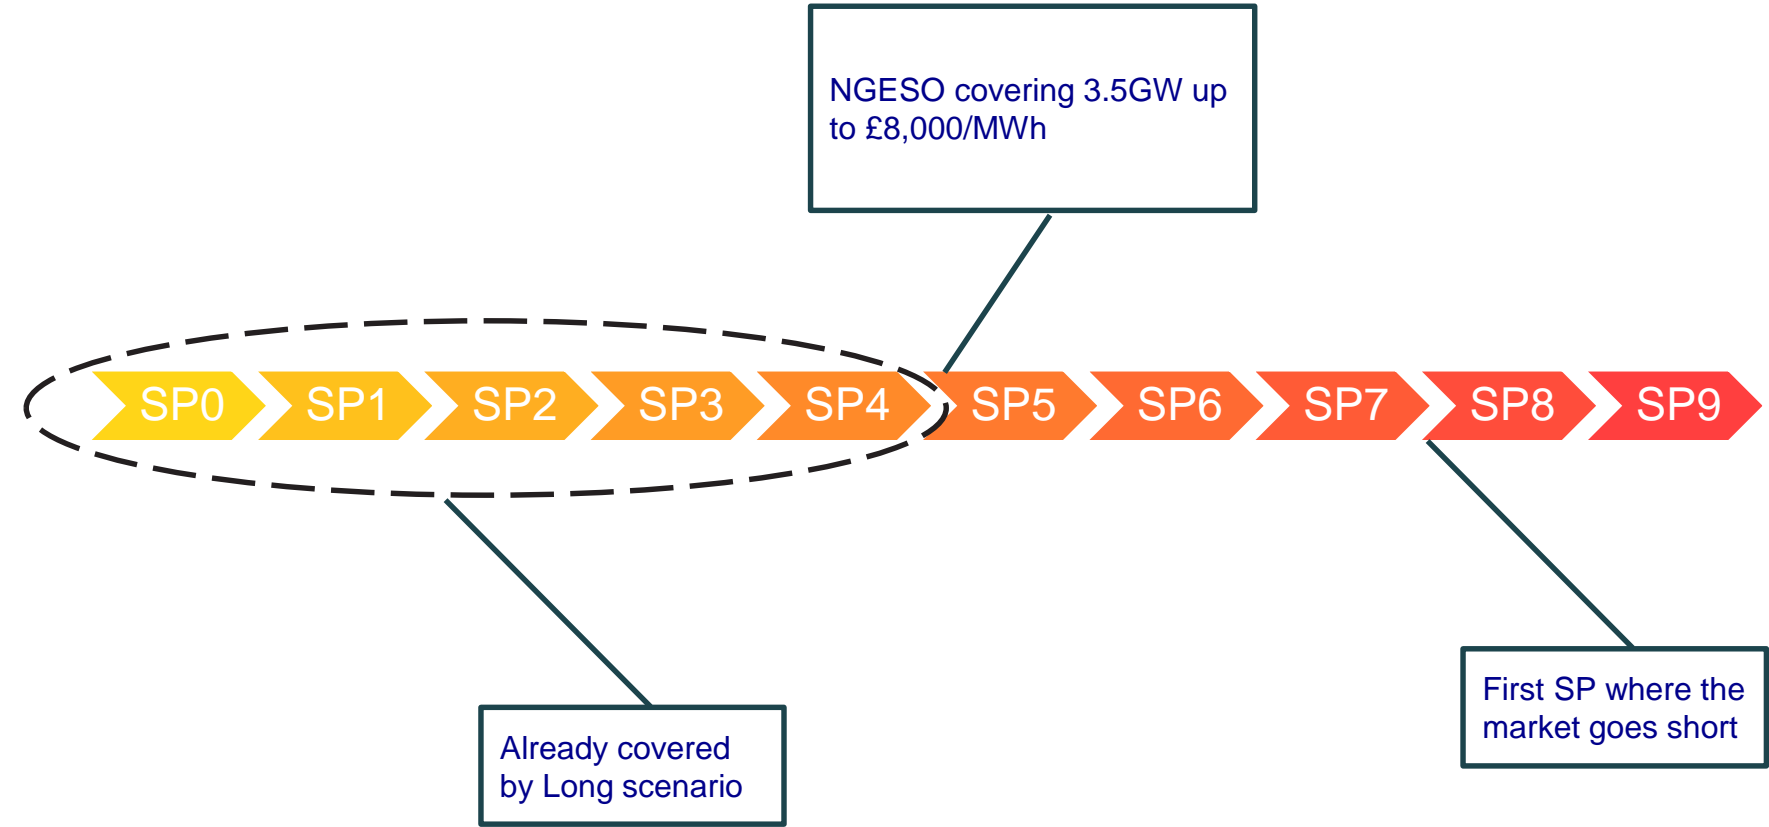 NGESO covering 3.5GW up
to £8,000/MWh
SP0 SP1 SP2 SP3 SP4 SP5 SP6 SP7 SP8 SP9
First SP where the
market goes short
Already covered
by Long scenario